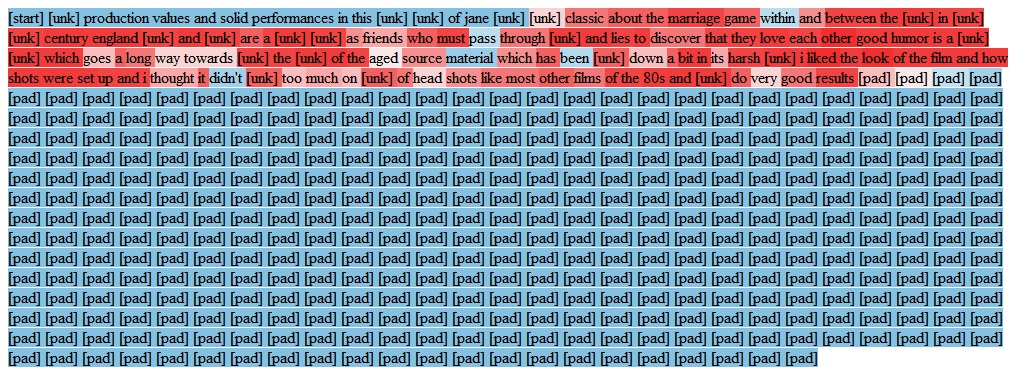 [start] [unk] production values and solid performances in this [unk] [unk] of jane [unk] [unk] classic about the marriage game within and between the [unk] in [unk]
[unk] century england [unk] and [unk] are a [unk] [unk] as friends who must pass through [unk] and lies to discover that they love each other good humor is a [unk]
[unk] which goes a long way towards [unk] the [unk] of the aged source material which has been [unk] down a bit in its harsh [unk] i liked the look of the film and how
shots were set up and i thought it didn't [unk] too much on [unk] of head shots like most other films of the 80s and [unk] do very good results [pad] [pad] [pad] [pad]
[pad] [pad] [pad] [pad] [pad] [pad] [pad] [pad] [pad] [pad] [pad] [pad] [pad] [pad] [pad] [pad] [pad] [pad] [pad] [pad] [pad] [pad] [pad] [pad] [pad] [pad] [pad]
[pad] [pad] [pad] [pad] [pad] [pad] [pad] [pad] [pad] [pad] [pad] [pad] [pad] [pad] [pad] [pad] [pad] [pad] [pad] [pad] [pad] [pad] [pad] [pad] [pad] [pad] [pad]
[pad] [pad] [pad] [pad] [pad] [pad] [pad] [pad] [pad] [pad] [pad] [pad] [pad] [pad] [pad] [pad] [pad] [pad] [pad] [pad] [pad] [pad] [pad] [pad] [pad] [pad] [pad]
[pad] [pad] [pad] [pad] [pad] [pad] [pad] [pad] [pad] [pad] [pad] [pad] [pad] [pad] [pad] [pad] [pad] [pad] [pad] [pad] [pad] [pad] [pad] [pad] [pad] [pad] [pad]
[pad] [pad] [pad] [pad] [pad] [pad] [pad] [pad] [pad] [pad] [pad] [pad] [pad] [pad] [pad] [pad] [pad] [pad] [pad] [pad] [pad] [pad] [pad] [pad] [pad] [pad] [pad]
[pad] [pad] [pad] [pad] [pad] [pad] [pad] [pad] [pad] [pad] [pad] [pad] [pad] [pad] [pad] [pad] [pad] [pad] [pad] [pad] [pad] [pad] [pad] [pad] [pad] [pad] [pad]
[pad] [pad] [pad] [pad] [pad] [pad] [pad] [pad] [pad] [pad] [pad] [pad] [pad] [pad] [pad] [pad] [pad] [pad] [pad] [pad] [pad] [pad] [pad] [pad] [pad] [pad] [pad]
[pad] [pad] [pad] [pad] [pad] [pad] [pad] [pad] [pad] [pad] [pad] [pad] [pad] [pad] [pad] [pad] [pad] [pad] [pad] [pad] [pad] [pad] [pad] [pad] [pad] [pad] [pad]
[pad] [pad] [pad] [pad] [pad] [pad] [pad] [pad] [pad] [pad] [pad] [pad] [pad] [pad] [pad] [pad] [pad] [pad] [pad] [pad] [pad] [pad] [pad] [pad] [pad] [pad] [pad]
[pad] [pad] [pad] [pad] [pad] [pad] [pad] [pad] [pad] [pad] [pad] [pad] [pad] [pad] [pad] [pad] [pad] [pad] [pad] [pad] [pad] [pad] [pad] [pad] [pad] [pad] [pad]
[pad] [pad] [pad] [pad] [pad] [pad] [pad] [pad] [pad] [pad] [pad] [pad] [pad] [pad] [pad] [pad] [pad] [pad] [pad] [pad] [pad] [pad] [pad] [pad] [pad] [pad] [pad]
[pad] [pad] [pad] [pad] [pad] [pad] [pad] [pad] [pad] [pad] [pad] [pad] [pad] [pad] [pad] [pad] [pad] [pad] [pad] [pad] [pad] [pad] [pad] [pad] [pad] [pad] [pad]
[pad] [pad] [pad] [pad] [pad] [pad] [pad] [pad] [pad] [pad] [pad] [pad] [pad] [pad] [pad] [pad] [pad] [pad] [pad] [pad] [pad] [pad] [pad] [pad] [pad] [pad] [pad]
[pad] [pad] [pad] [pad] [pad] [pad] [pad] [pad] [pad] [pad] [pad] [pad] [pad] [pad] [pad] [pad] [pad] [pad] [pad] [pad] [pad] [pad]